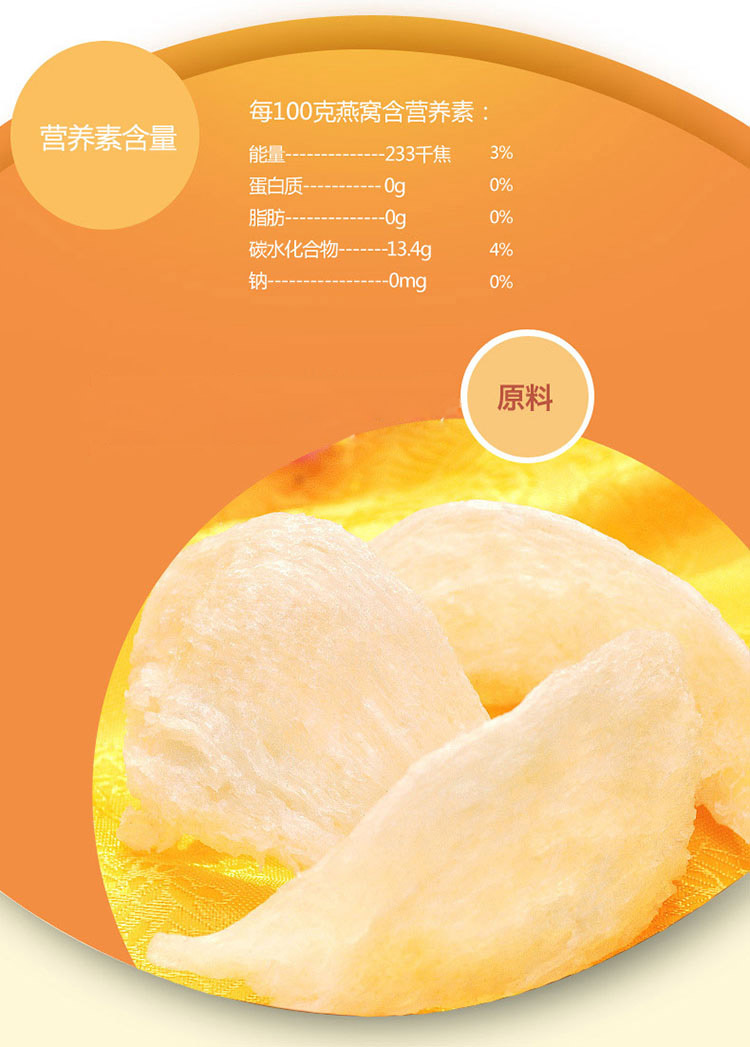 营养素含量
每100克燕窝含营养素：
能量--------------233千焦 3%
蛋白质----------- 0g 0%
脂肪--------------0g 0%
碳水化合物-------13.4g 4%
钠-----------------0mg 0%
原料